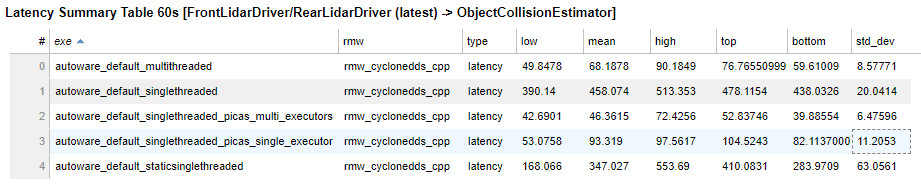 Latency Summary Table 60s [FrontLidarDriver/RearLidarDriver (latest) -> ObjectCollisionEstimator]
# exe rmw type low mean high top bottom std_dev
0 autoware_default_multithreaded rmw_cyclonedds_cpp latency 49.8478 68.1878 90.1849 76.76550999 59.61009 8.57771
1 autoware_default_singlethreaded rmw_cyclonedds_cpp latency 390.14 458.074 513.353 478.1154 438.0326 20.0414
2 autoware_default_singlethreaded_picas_multi_executors rmw_cyclonedds_cpp latency 42.6901 46.3615 72.4256 52.83746 39.88554 6.47596
3 autoware_default_singlethreaded_picas_single_executor rmw_cyclonedds_cpp latency 53.0758 93.319 97.5617 104.5243 82.1137000 11.2053
4 autoware_default_staticsinglethreaded rmw_cyclonedds_cpp latency 168.066 347.027 553.69 410.0831 283.9709 63.0561